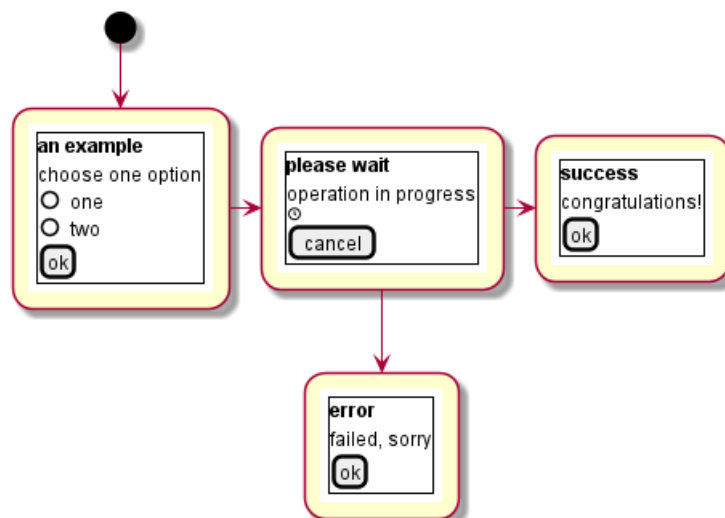 an example
choose one option
one
two
ok
please wait
operation in progress
cancel
success
congratulations!
ok
error
failed, sorry
ok